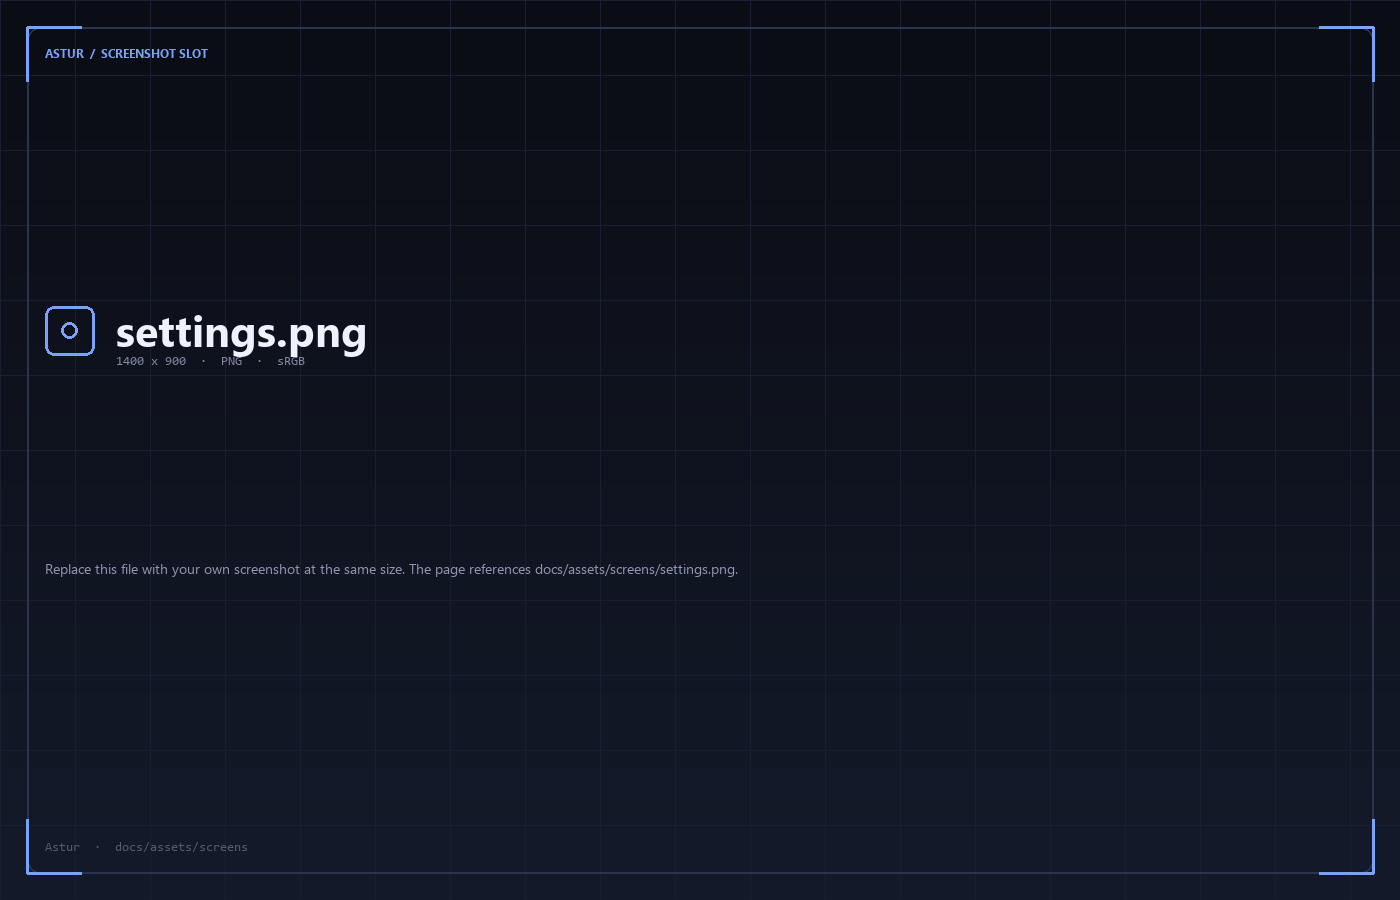 ASTUR / SCREENSHOT SLOT
settings.png
1400 x 900 · PNG · sRGB
Replace this file with your own screenshot at the same size. The page references docs/assets/screens/settings.png.
Astur · docs/assets/screens